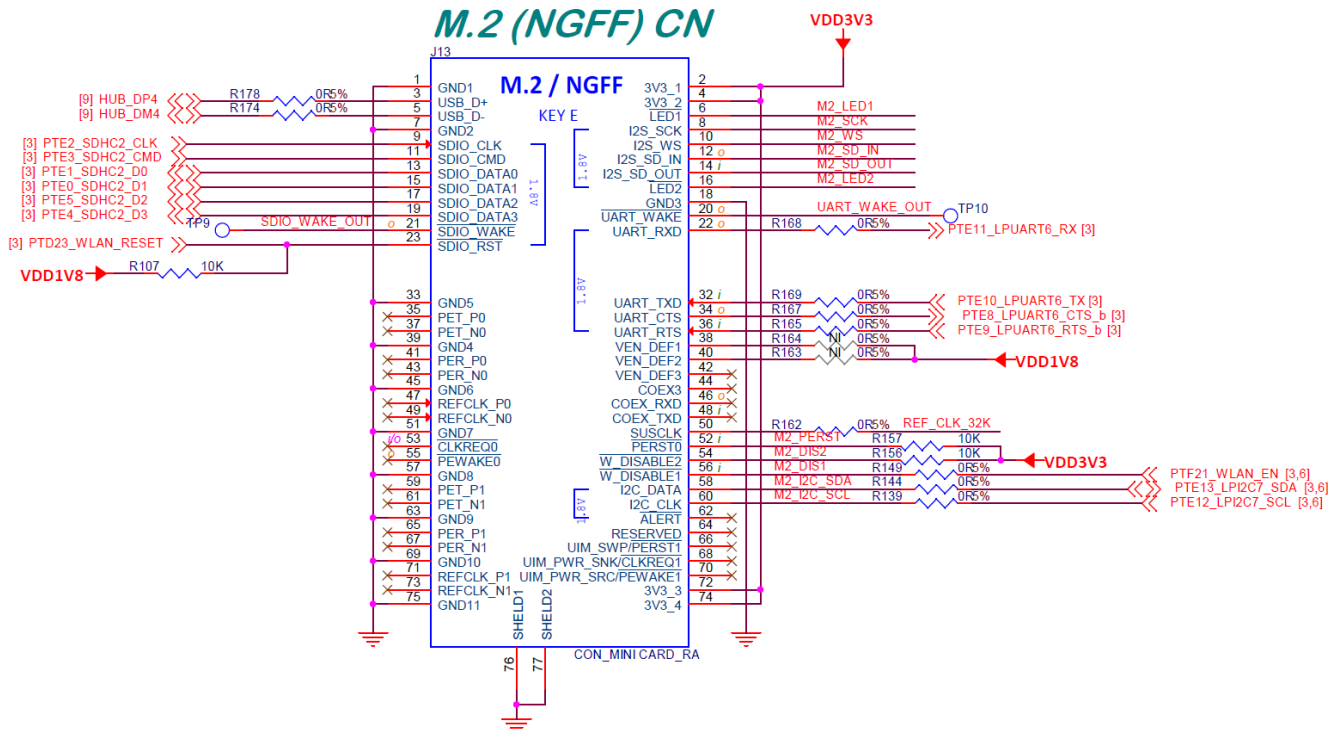 M.2 (NGFF) CN
VDD3V3
J13
M.2 / NGFF
KEY E
1.8V
1.8V
1.8V
1.8V
[9] HUB_DP4 R178 0R5% 1 GND1
[9] HUB_DM4 R174 0R5% 3 USB_D+
5 USB_D-
7 GND2
[3] PTE2_SDHC2_CLK 9 SDIO_CLK
[3] PTE3_SDHC2_CMD 11 SDIO_CMD
[3] PTE1_SDHC2_D0 13 SDIO_DATA0
[3] PTE0_SDHC2_D1 15 SDIO_DATA1
[3] PTE5_SDHC2_D2 17 SDIO_DATA2
[3] PTE4_SDHC2_D3 19 SDIO_DATA3
TP9 SDIO_WAKE_OUT o 21 SDIO_WAKE
[3] PTD23_WLAN_RESET 23 SDIO_RST
VDD1V8 R107 10K
33 GND5
35 PET_P0
37 PET_N0
39 GND4
41 PER_P0
43 PER_N0
45 GND6
47 REFCLK_P0
49 REFCLK_N0
51 GND7
i/o 53 CLKREQ0
o 55 PEWAKE0
57 GND8
59 PET_P1
61 PET_N1
63 GND9
65 PER_P1
67 PER_N1
69 GND10
71 REFCLK_P1
73 REFCLK_N1
75 GND11
3V3_1 2
3V3_2 4
LED1 6 M2_LED1
I2S_SCK 8 M2_SCK
I2S_WS 10 M2_WS
I2S_SD_IN 12 o M2_SD_IN
I2S_SD_OUT 14 i M2_SD_OUT
LED2 16 M2_LED2
GND3 18
UART_WAKE 20 o UART_WAKE_OUT TP10
UART_RXD 22 o R168 0R5% PTE11_LPUART6_RX [3]
UART_TXD 32 i R169 0R5% PTE10_LPUART6_TX [3]
UART_CTS 34 o R167 0R5% PTE8_LPUART6_CTS_b [3]
UART_RTS 36 i R165 0R5% PTE9_LPUART6_RTS_b [3]
VEN_DEF1 38 R164 NI 0R5%
VEN_DEF2 40 R163 NI 0R5% VDD1V8
VEN_DEF3 42
COEX3 44
COEX_RXD 46 o
COEX_TXD 48 i
SUSCLK 50 R162 0R5% REF_CLK_32K
PERST0 52 i M2_PERST R157 10K
W_DISABLE2 54 M2_DIS2 R156 10K VDD3V3
W_DISABLE1 56 i M2_DIS1 R149 0R5% PTF21_WLAN_EN [3,6]
I2C_DATA 58 M2_I2C_SDA R144 0R5% PTE13_LPI2C7_SDA [3,6]
I2C_CLK 60 M2_I2C_SCL R139 0R5% PTE12_LPI2C7_SCL [3,6]
ALERT 62
RESERVED 64
UIM_SWP/PERST1 66
UIM_PWR_SNK/CLKREQ1 68
UIM_PWR_SRC/PEWAKE1 70
3V3_3 72
3V3_4 74
SHELD1
SHELD2
76
77
CON_MINI CARD_RA